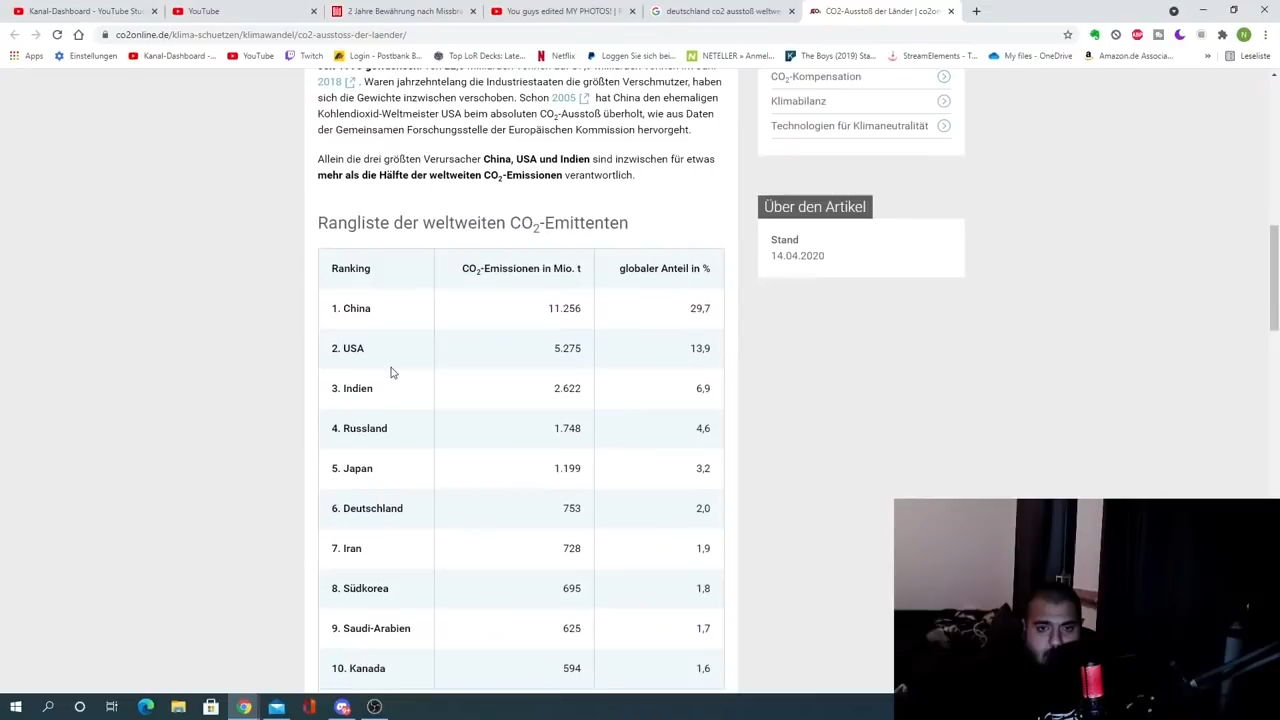 Kanal-Dashboard - YouTube Stu
YouTube
2 Jahre Bewährung nach Missbra
You guys edited MY PHOTOS! | R
deutschland co2 ausstoß weltwe
CO2-Ausstoß der Länder | co2on
co2online.de/klima-schuetzen/klimawandel/co2-ausstoss-der-laender/
Apps
Einstellungen
Kanal-Dashboard -...
YouTube
Twitch
Login - Postbank B...
Top LoR Decks: Late...
Netflix
Loggen Sie sich bei...
NETELLER » Anmel...
The Boys (2019) Sta...
StreamElements - T...
My files - OneDrive
Amazon.de Associa...
»
Leseliste
2018 . Waren jahrzehntelang die Industriestaaten die größten Verschmutzer, haben
sich die Gewichte inzwischen verschoben. Schon 2005 hat China den ehemaligen
Kohlendioxid-Weltmeister USA beim absoluten CO₂-Ausstoß überholt, wie aus Daten
der Gemeinsamen Forschungsstelle der Europäischen Kommission hervorgeht.
Allein die drei größten Verursacher China, USA und Indien sind inzwischen für etwas
mehr als die Hälfte der weltweiten CO₂-Emissionen verantwortlich.
Rangliste der weltweiten CO₂-Emittenten
Ranking CO₂-Emissionen in Mio. t globaler Anteil in %
1. China 11.256 29,7
2. USA 5.275 13,9
3. Indien 2.622 6,9
4. Russland 1.748 4,6
5. Japan 1.199 3,2
6. Deutschland 753 2,0
7. Iran 728 1,9
8. Südkorea 695 1,8
9. Saudi-Arabien 625 1,7
10. Kanada 594 1,6
CO₂-Kompensation
Klimabilanz
Technologien für Klimaneutralität
Über den Artikel
Stand
14.04.2020